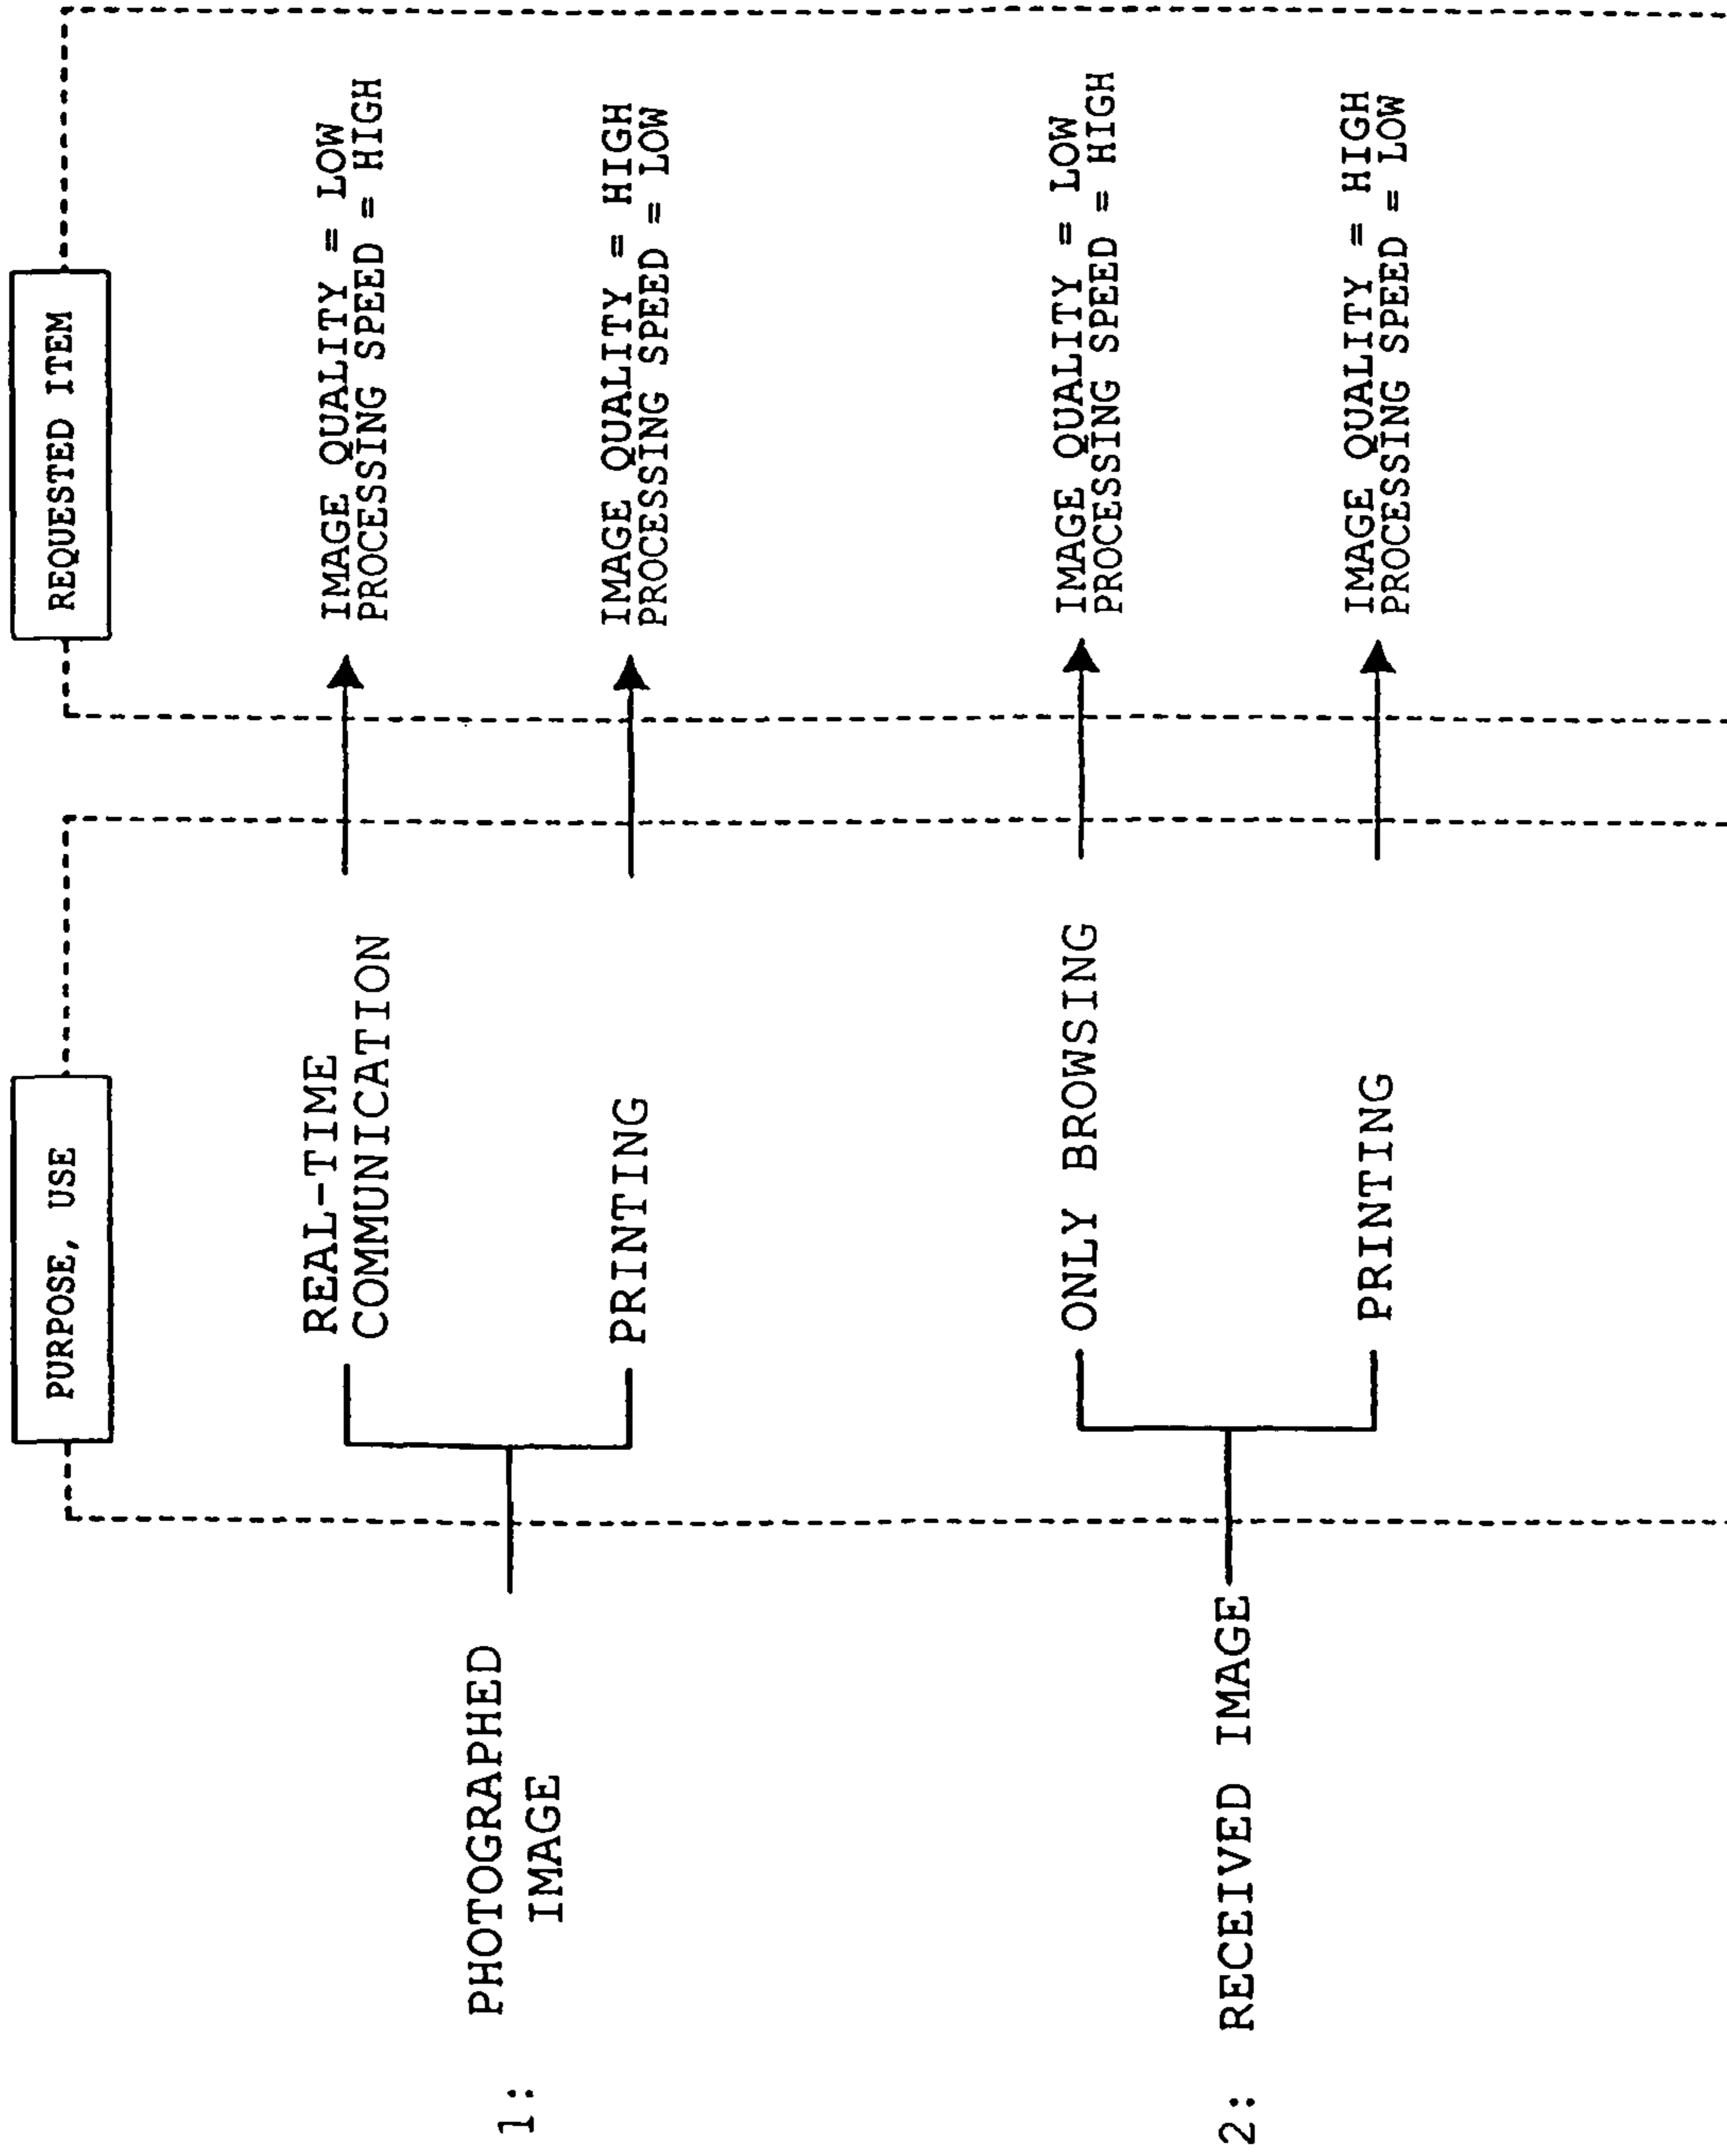 PURPOSE, USE
REQUESTED ITEM
1: PHOTOGRAPHED
IMAGE
REAL-TIME
COMMUNICATION
IMAGE QUALITY = LOW
PROCESSING SPEED = HIGH
PRINTING
IMAGE QUALITY = HIGH
PROCESSING SPEED = LOW
2: RECEIVED IMAGE
ONLY BROWSING
IMAGE QUALITY = LOW
PROCESSING SPEED = HIGH
PRINTING
IMAGE QUALITY = HIGH
PROCESSING SPEED = LOW